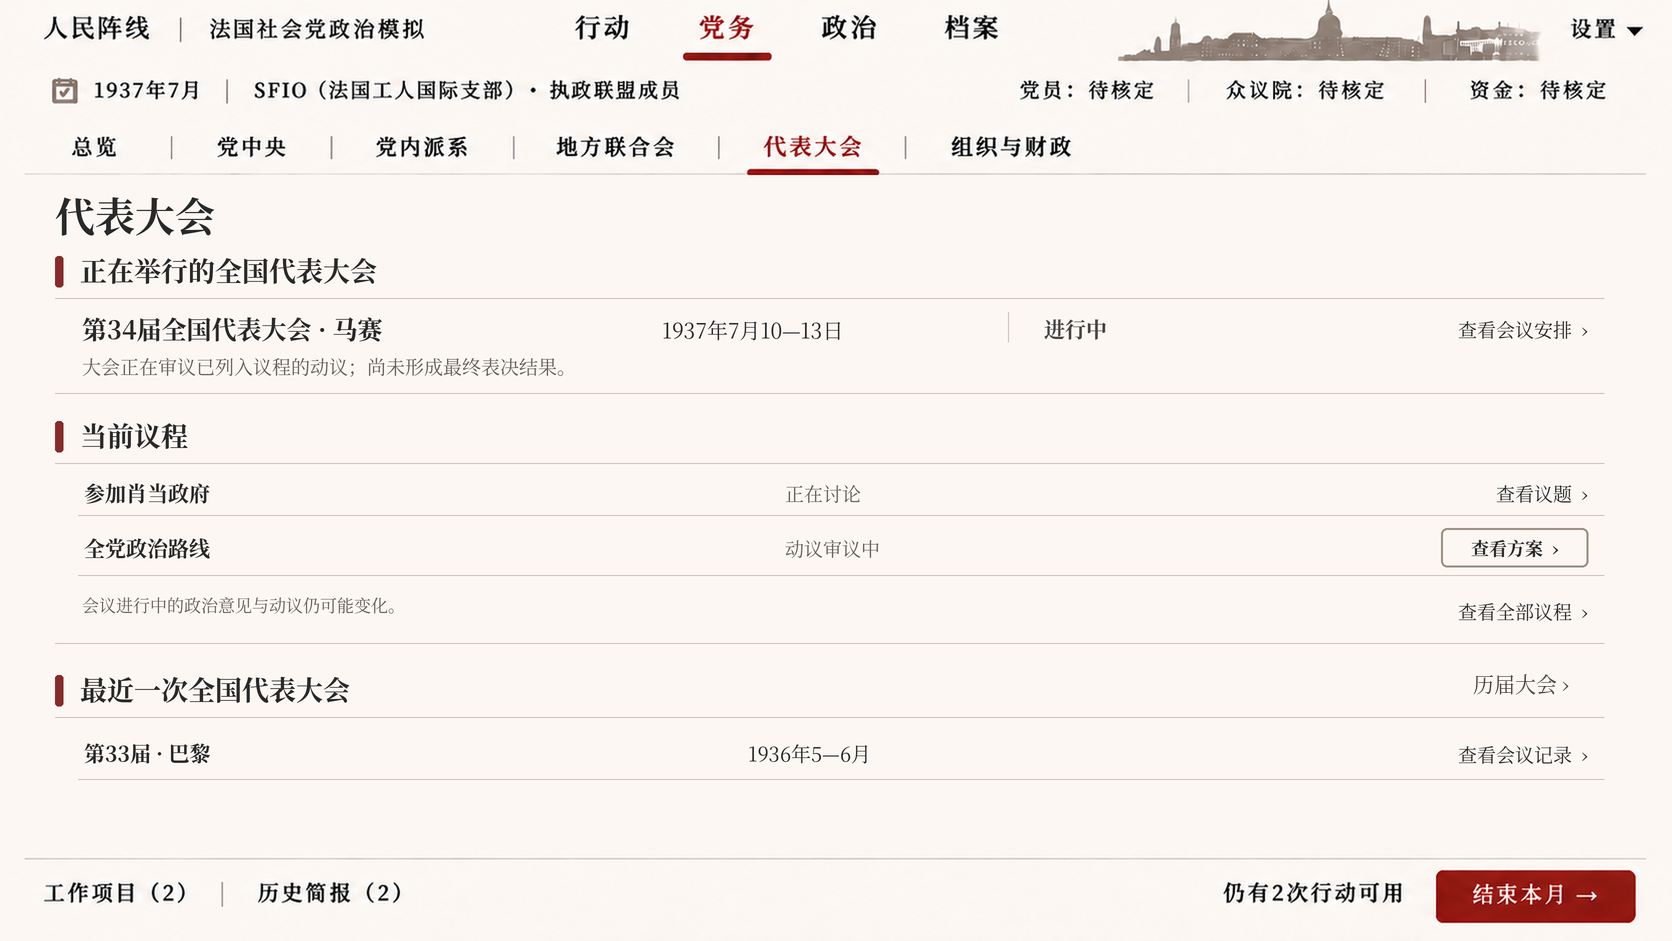 人民阵线 | 法国社会党政治模拟 行动 党务 政治 档案 设置
1937年7月 | SFIO（法国工人国际支部）· 执政联盟成员 党员：待核定 | 众议院：待核定 | 资金：待核定
总览 | 党中央 | 党内派系 | 地方联合会 | 代表大会 | 组织与财政
代表大会
正在举行的全国代表大会
第34届全国代表大会 · 马赛 1937年7月10—13日 进行中 查看会议安排 ›
大会正在审议已列入议程的动议；尚未形成最终表决结果。
当前议程
参加肖当政府 正在讨论 查看议题 ›
全党政治路线 动议审议中 查看方案 ›
会议进行中的政治意见与动议仍可能变化。 查看全部议程 ›
最近一次全国代表大会 历届大会 ›
第33届 · 巴黎 1936年5—6月 查看会议记录 ›
工作项目（2） | 历史简报（2） 仍有2次行动可用 结束本月 →